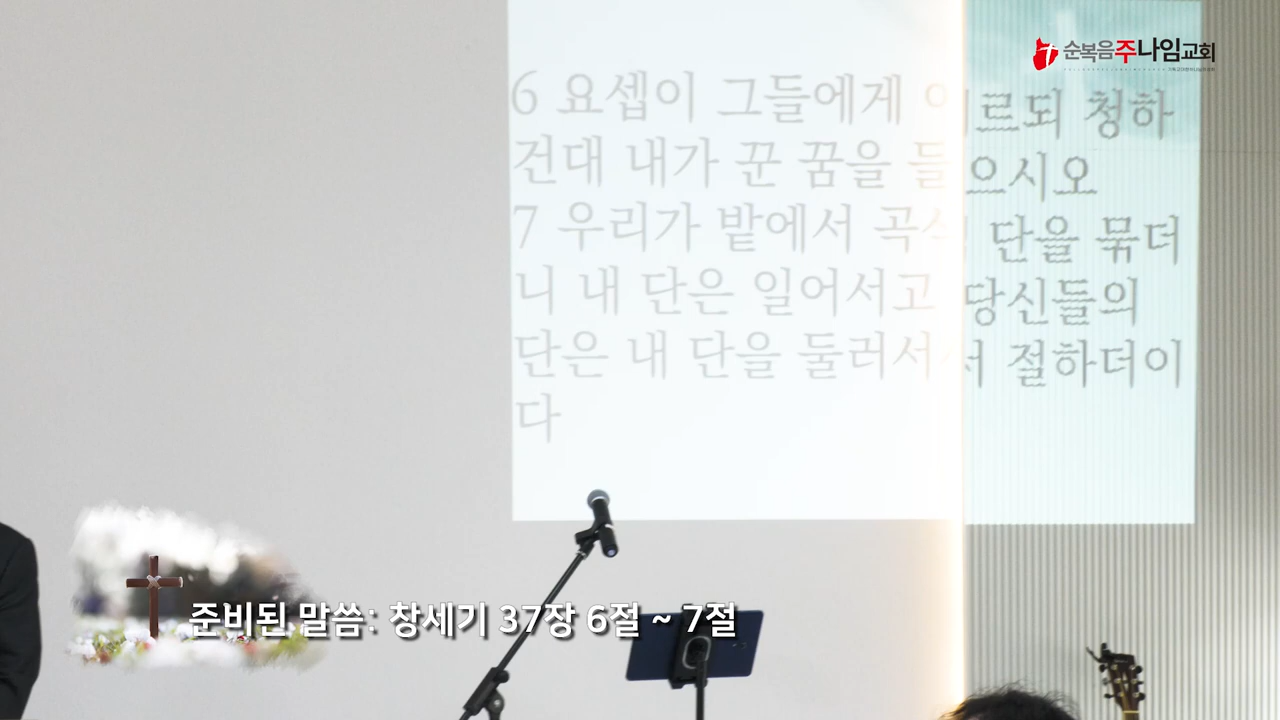 순복음주나임교회
6 요셉이 그들에게 이르되 청하
건대 내가 꾼 꿈을 들으시오
7 우리가 밭에서 곡식 단을 묶더
니 내 단은 일어서고 당신들의
단은 내 단을 둘러서서 절하더이
다
준비된 말씀: 창세기 37장 6절 ~ 7절